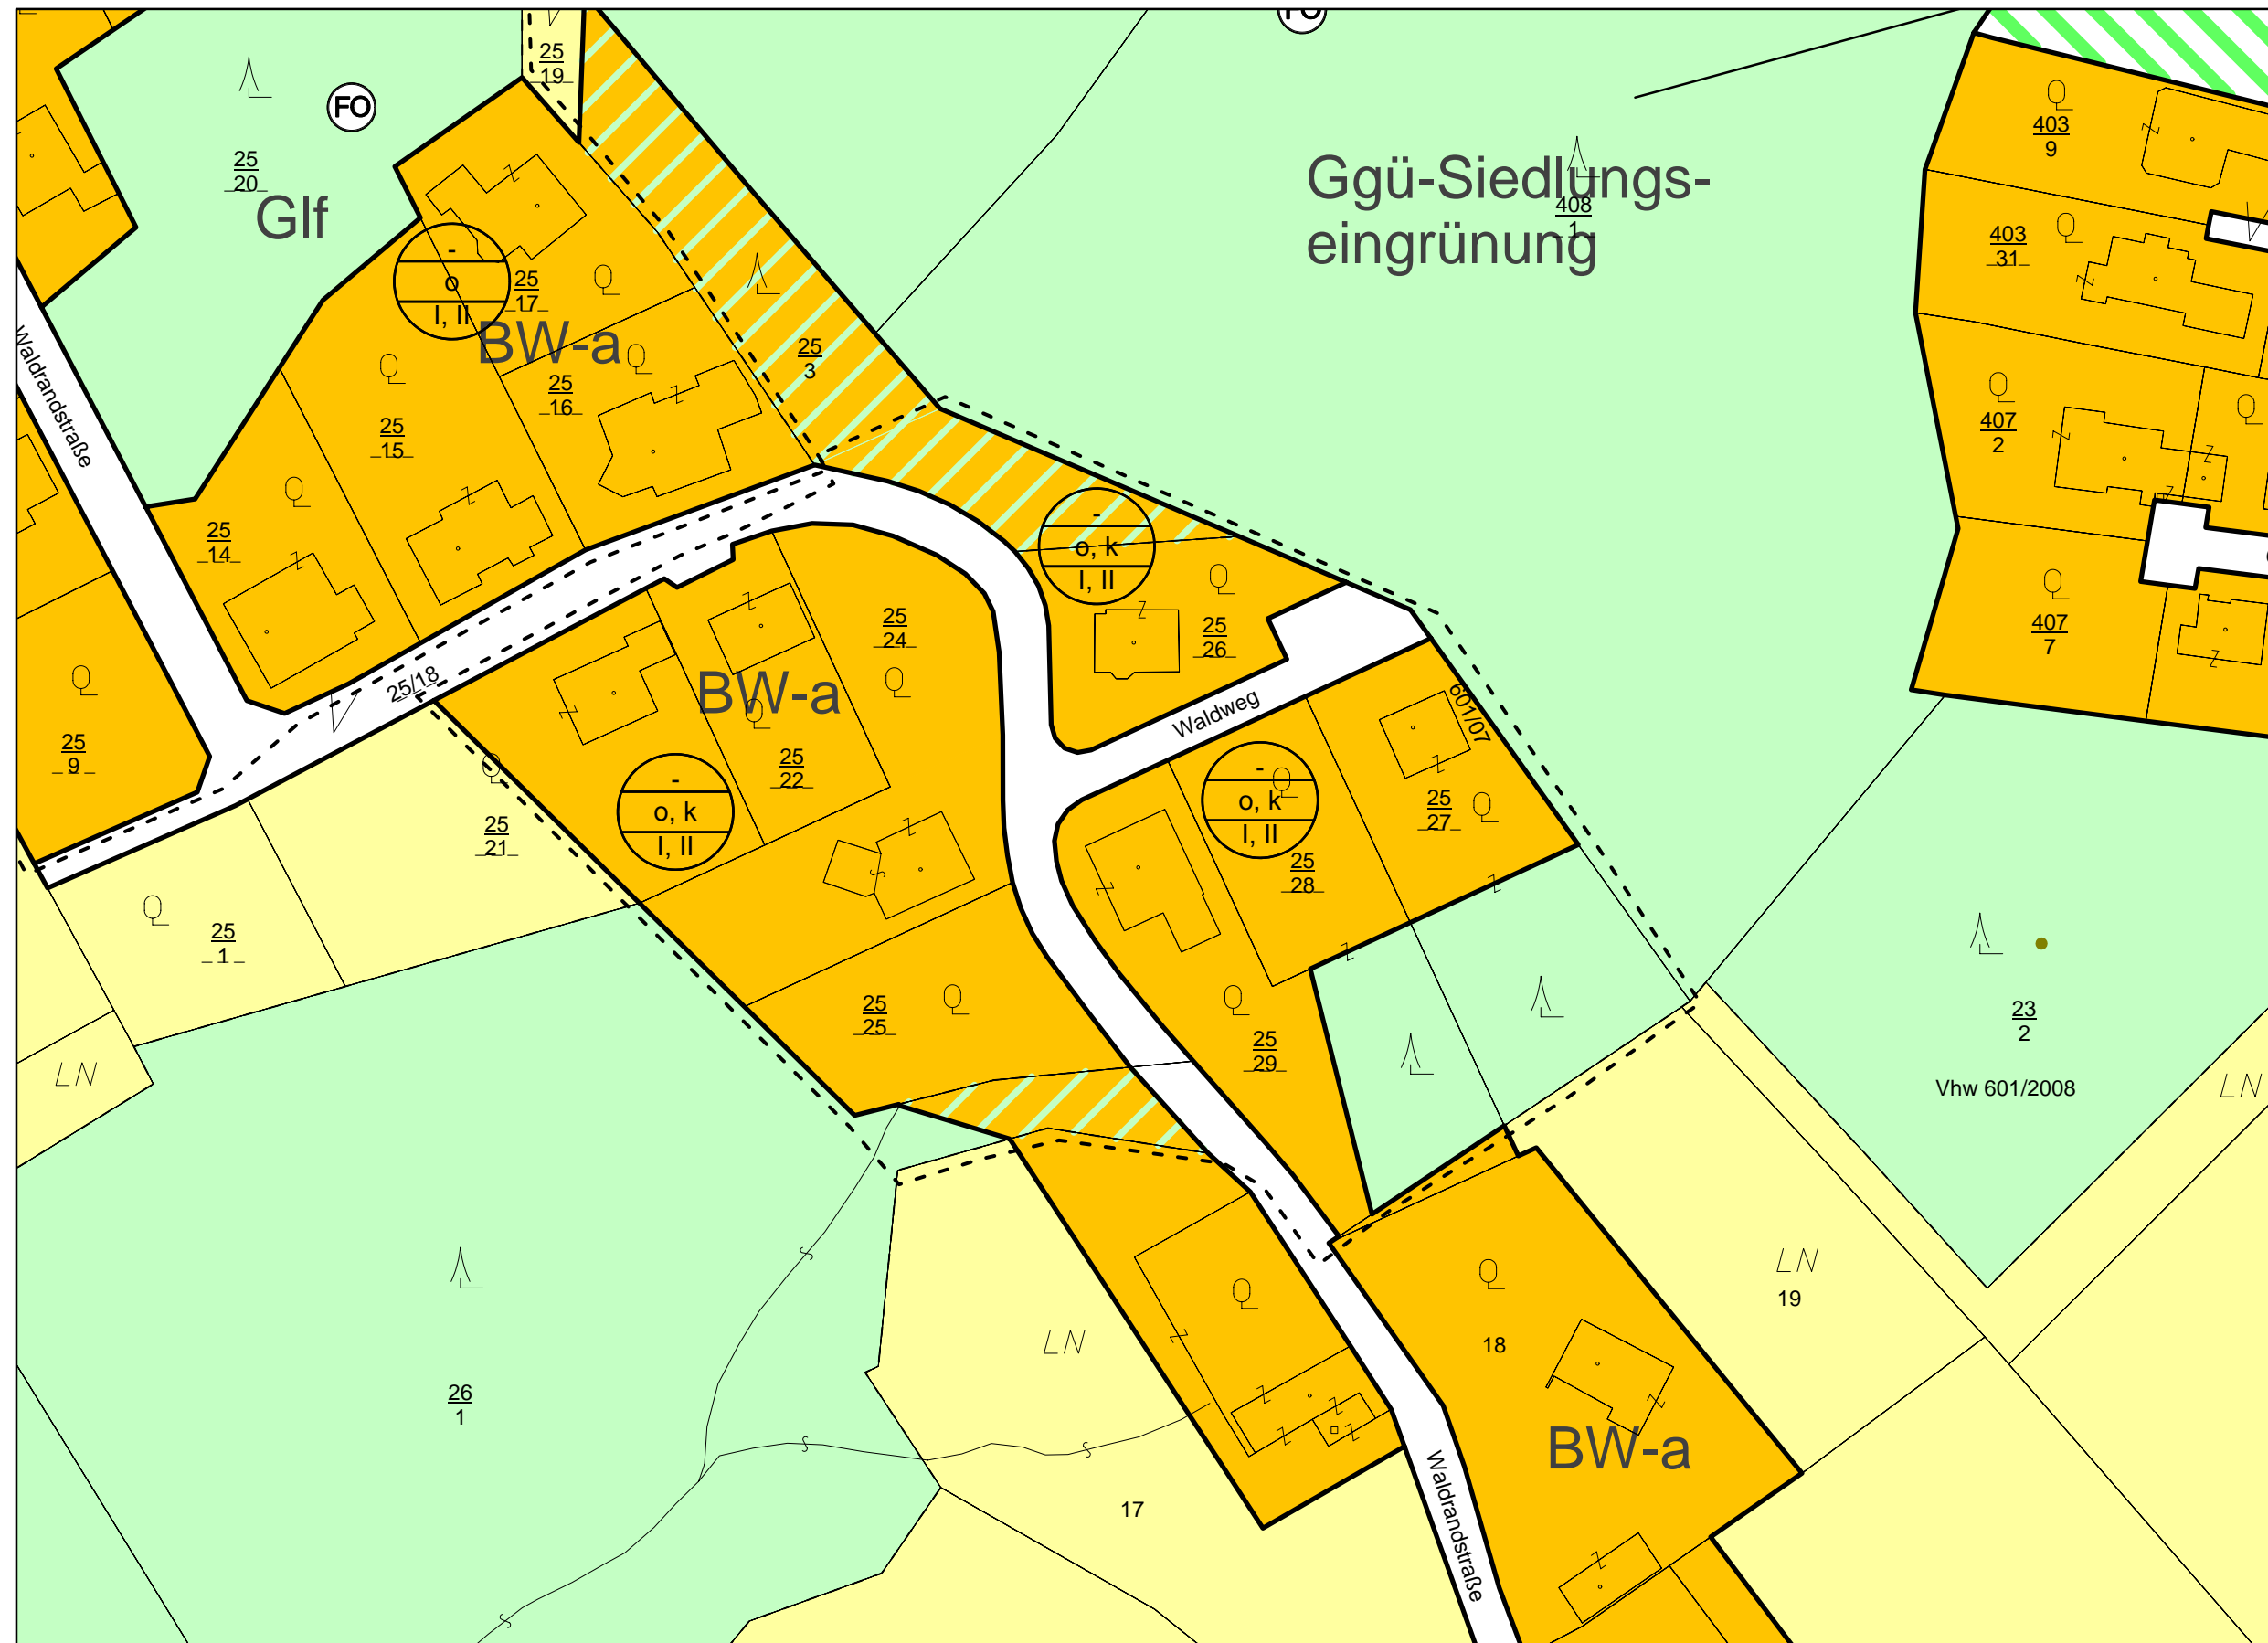 FO
25
19
FO
25
20
Glf
Ggü-Siedlungs-
eingrünung
408
1
403
9
403
31
-
o
I, II
25
17
BW-a
25
16
25
15
25
3
407
2
407
7
Waldrandstraße
25
14
-
o, k
I, II
25
24
25
26
25/18
BW-a
Waldweg
601/07
25
9
25
22
-
o, k
I, II
-
o, k
I, II
25
27
25
21
25
28
25
1
25
25
25
29
23
2
Vhw 601/2008
LN
LN
LN
19
LN
18
26
1
BW-a
17
Waldrandstraße